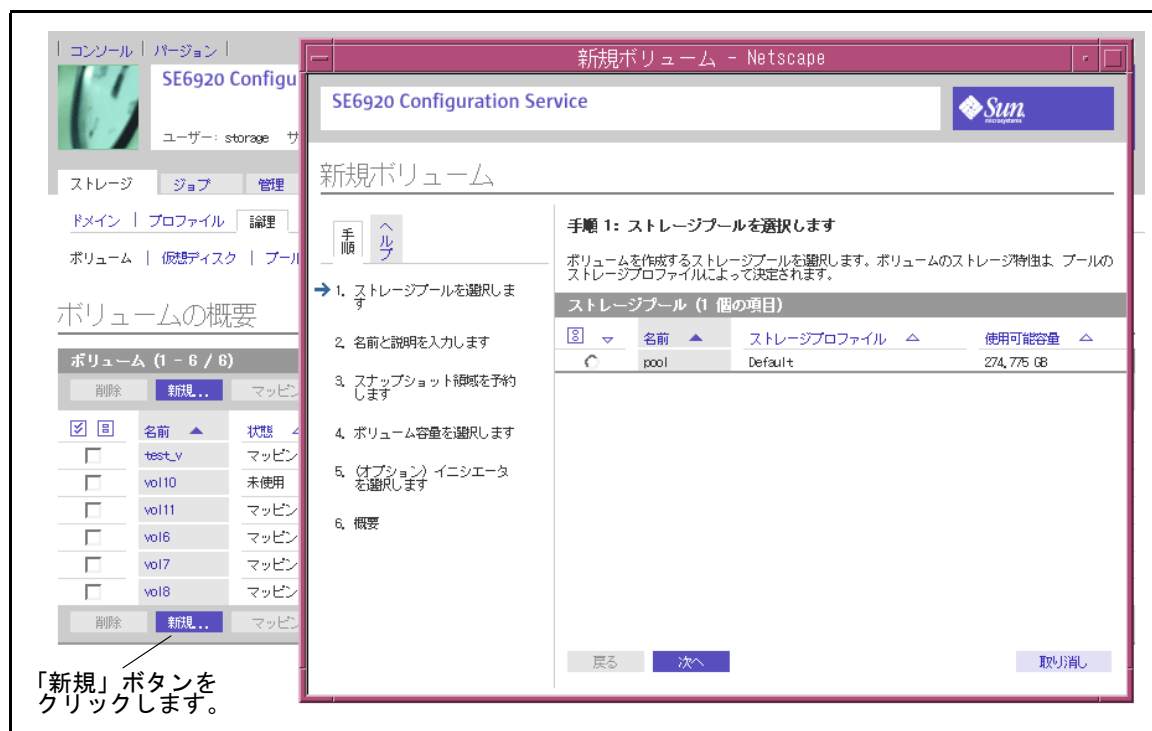 コンソール | バージョン |
SE6920 Configu
ユーザー: storage サ
ストレージ ジョブ 管理
ドメイン | プロファイル 論理
ボリューム | 仮想ディスク | プール
ボリュームの概要
ボリューム (1 - 6 / 6)
削除 新規... マッピン
名前 状態
test_v マッピン
vol10 未使用
vol11 マッピン
vol6 マッピン
vol7 マッピン
vol8 マッピン
削除 新規... マッピン
「新規」ボタンを
クリックします。
新規ボリューム - Netscape
SE6920 Configuration Service
Sun
microsystems
新規ボリューム
手順 ヘルプ
1. ストレージプールを選択しま
す
2. 名前と説明を入力します
3. スナップショット領域を予約
します
4. ボリューム容量を選択します
5. (オプション) イニシエータ
を選択します
6. 概要
手順 1: ストレージプールを選択します
ボリュームを作成するストレージプールを選択します。ボリュームのストレージ特性は、プールの
ストレージプロファイルによって決定されます。
ストレージプール (1 個の項目)
名前 ストレージプロファイル 使用可能容量
pool Default 274,775 GB
戻る 次へ 取り消し